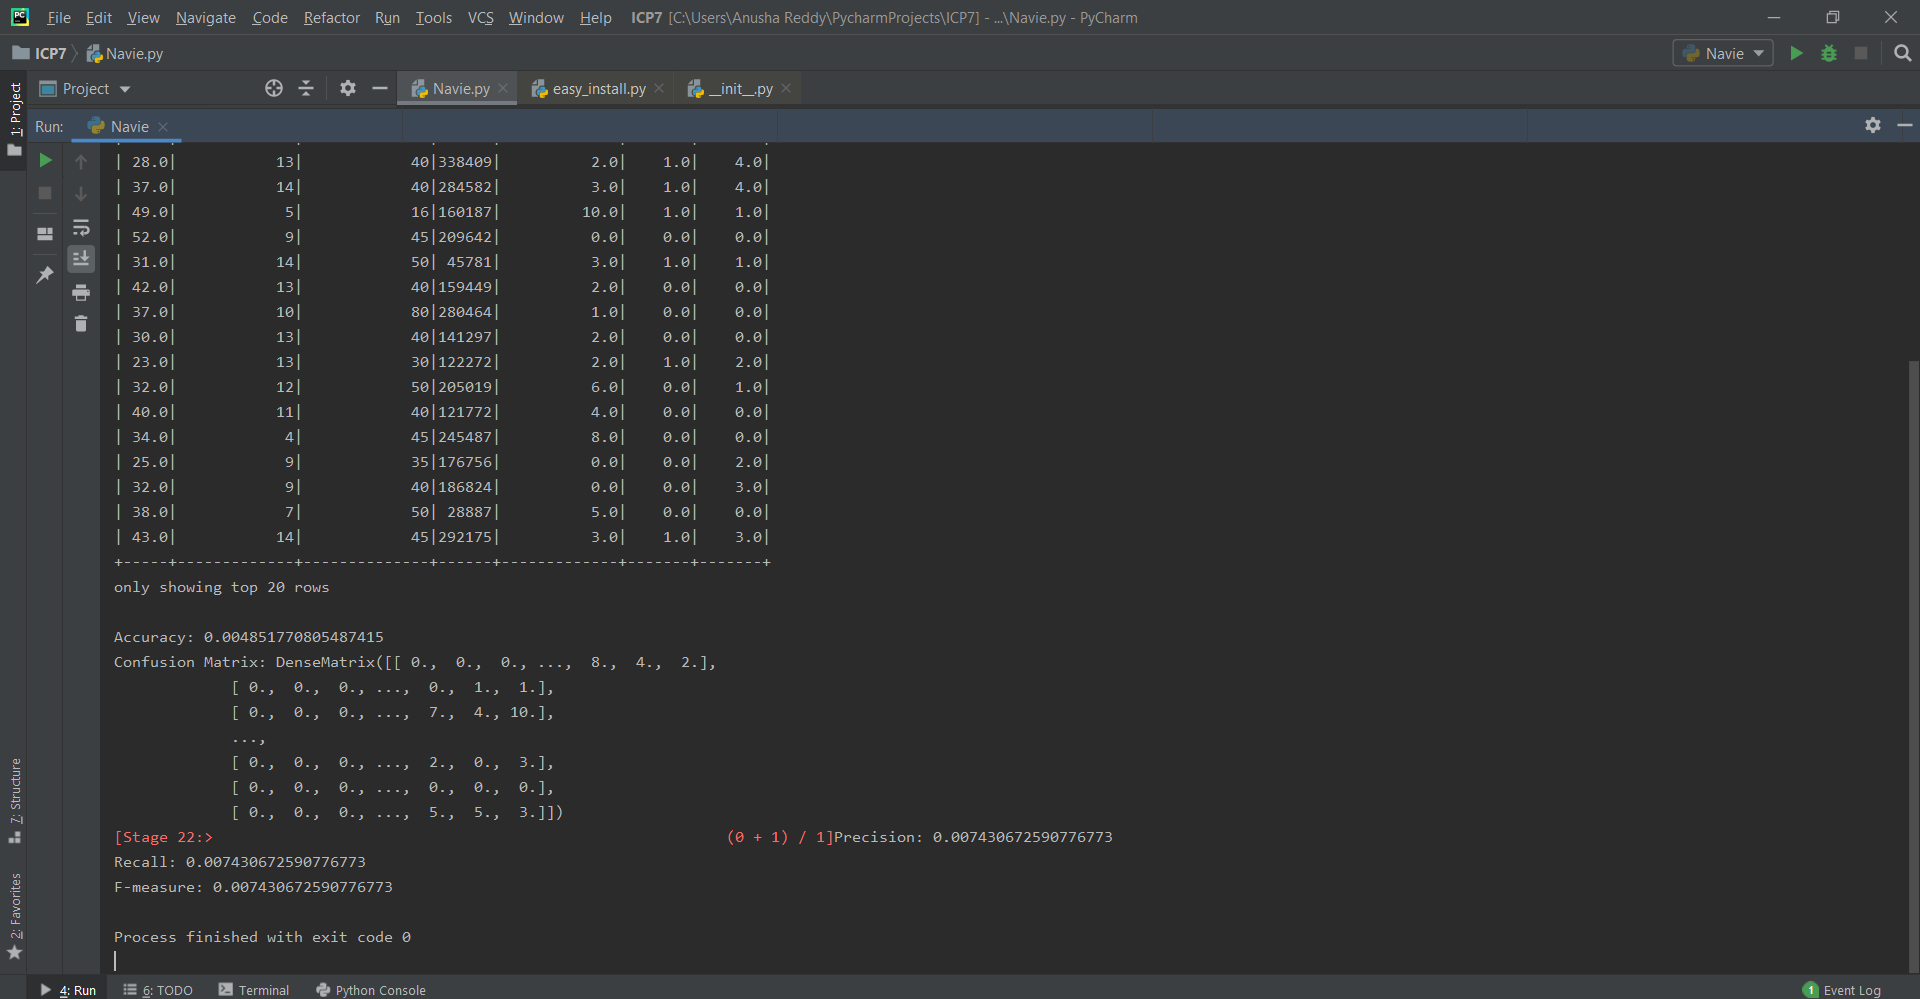 File Edit View Navigate Code Refactor Run Tools VCS Window Help ICP7 [C:\Users\Anusha Reddy\PycharmProjects\ICP7] - ...\Navie.py - PyCharm
ICP7 Navie.py Navie
Project Navie.py easy_install.py __init__.py
1: Project
Run: Navie
| 28.0|           13|            40|338409|          2.0|    1.0|    4.0|
| 37.0|           14|            40|284582|          3.0|    1.0|    4.0|
| 49.0|            5|            16|160187|         10.0|    1.0|    1.0|
| 52.0|            9|            45|209642|          0.0|    0.0|    0.0|
| 31.0|           14|            50| 45781|          3.0|    1.0|    1.0|
| 42.0|           13|            40|159449|          2.0|    0.0|    0.0|
| 37.0|           10|            80|280464|          1.0|    0.0|    0.0|
| 30.0|           13|            40|141297|          2.0|    0.0|    0.0|
| 23.0|           13|            30|122272|          2.0|    1.0|    2.0|
| 32.0|           12|            50|205019|          6.0|    0.0|    1.0|
| 40.0|           11|            40|121772|          4.0|    0.0|    0.0|
| 34.0|            4|            45|245487|          8.0|    0.0|    0.0|
| 25.0|            9|            35|176756|          0.0|    0.0|    2.0|
| 32.0|            9|            40|186824|          0.0|    0.0|    3.0|
| 38.0|            7|            50| 28887|          5.0|    0.0|    0.0|
| 43.0|           14|            45|292175|          3.0|    1.0|    3.0|
+-----+-------------+--------------+------+-------------+-------+-------+
only showing top 20 rows
Accuracy: 0.004851770805487415
Confusion Matrix: DenseMatrix([[ 0.,  0.,  0., ...,  8.,  4.,  2.],
             [ 0.,  0.,  0., ...,  0.,  1.,  1.],
             [ 0.,  0.,  0., ...,  7.,  4., 10.],
             ...,
             [ 0.,  0.,  0., ...,  2.,  0.,  3.],
             [ 0.,  0.,  0., ...,  0.,  0.,  0.],
             [ 0.,  0.,  0., ...,  5.,  5.,  3.]])
[Stage 22:>                                                         (0 + 1) / 1]Precision: 0.007430672590776773
Recall: 0.007430672590776773
F-measure: 0.007430672590776773
Process finished with exit code 0
7: Structure
2: Favorites
4: Run 6: TODO Terminal Python Console 1 Event Log